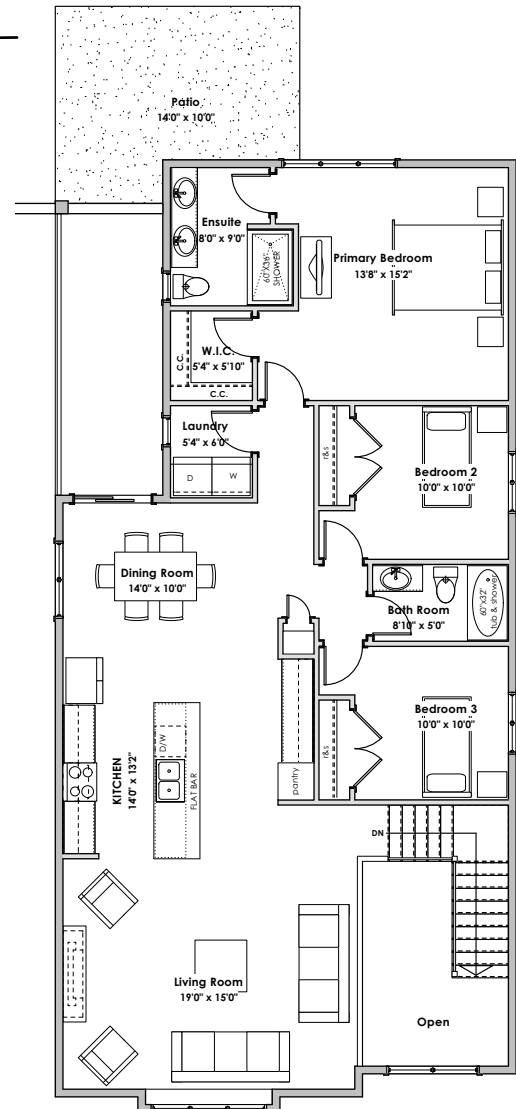 Patio
14'0" x 10'0"
Ensuite
8'0" x 9'0"
60"X36"
SHOWER
Primary Bedroom
13'8" x 15'2"
W.I.C.
5'4" x 5'10"
C.C.
C.C.
Laundry
5'4" x 6'0"
D
W
r&s
Bedroom 2
10'0" x 10'0"
Dining Room
14'0" x 10'0"
Bath Room
8'10" x 5'0"
60"x32"
tub & shower
Bedroom 3
10'0" x 10'0"
r&s
KITCHEN
14'0" x 13'2"
D/W
FLAT BAR
pantry
DN
Living Room
19'0" x 15'0"
Open